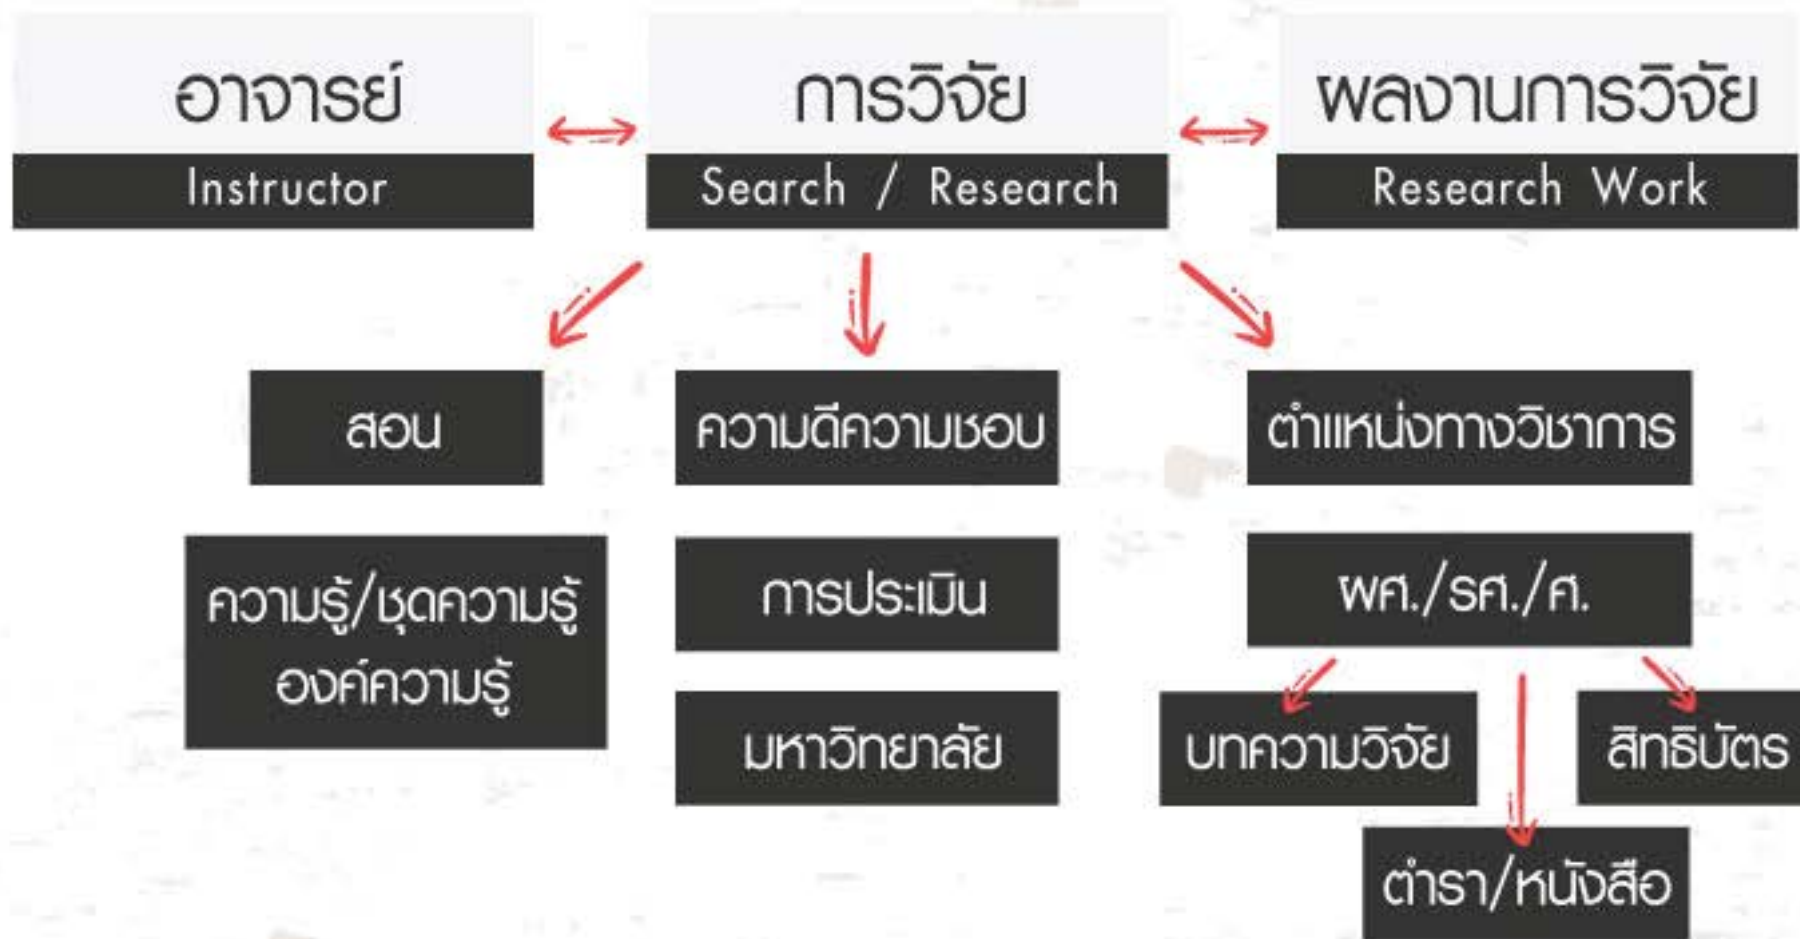 อาจารย์
Instructor
การวิจัย
Search / Research
ผลงานการวิจัย
Research Work
สอน
ความรู้/ชุดความรู้
องค์ความรู้
ความดีความชอบ
การประเมิน
มหาวิทยาลัย
ตำแหน่งทางวิชาการ
ผศ./รศ./ศ.
บทความวิจัย
สิทธิบัตร
ตำรา/หนังสือ